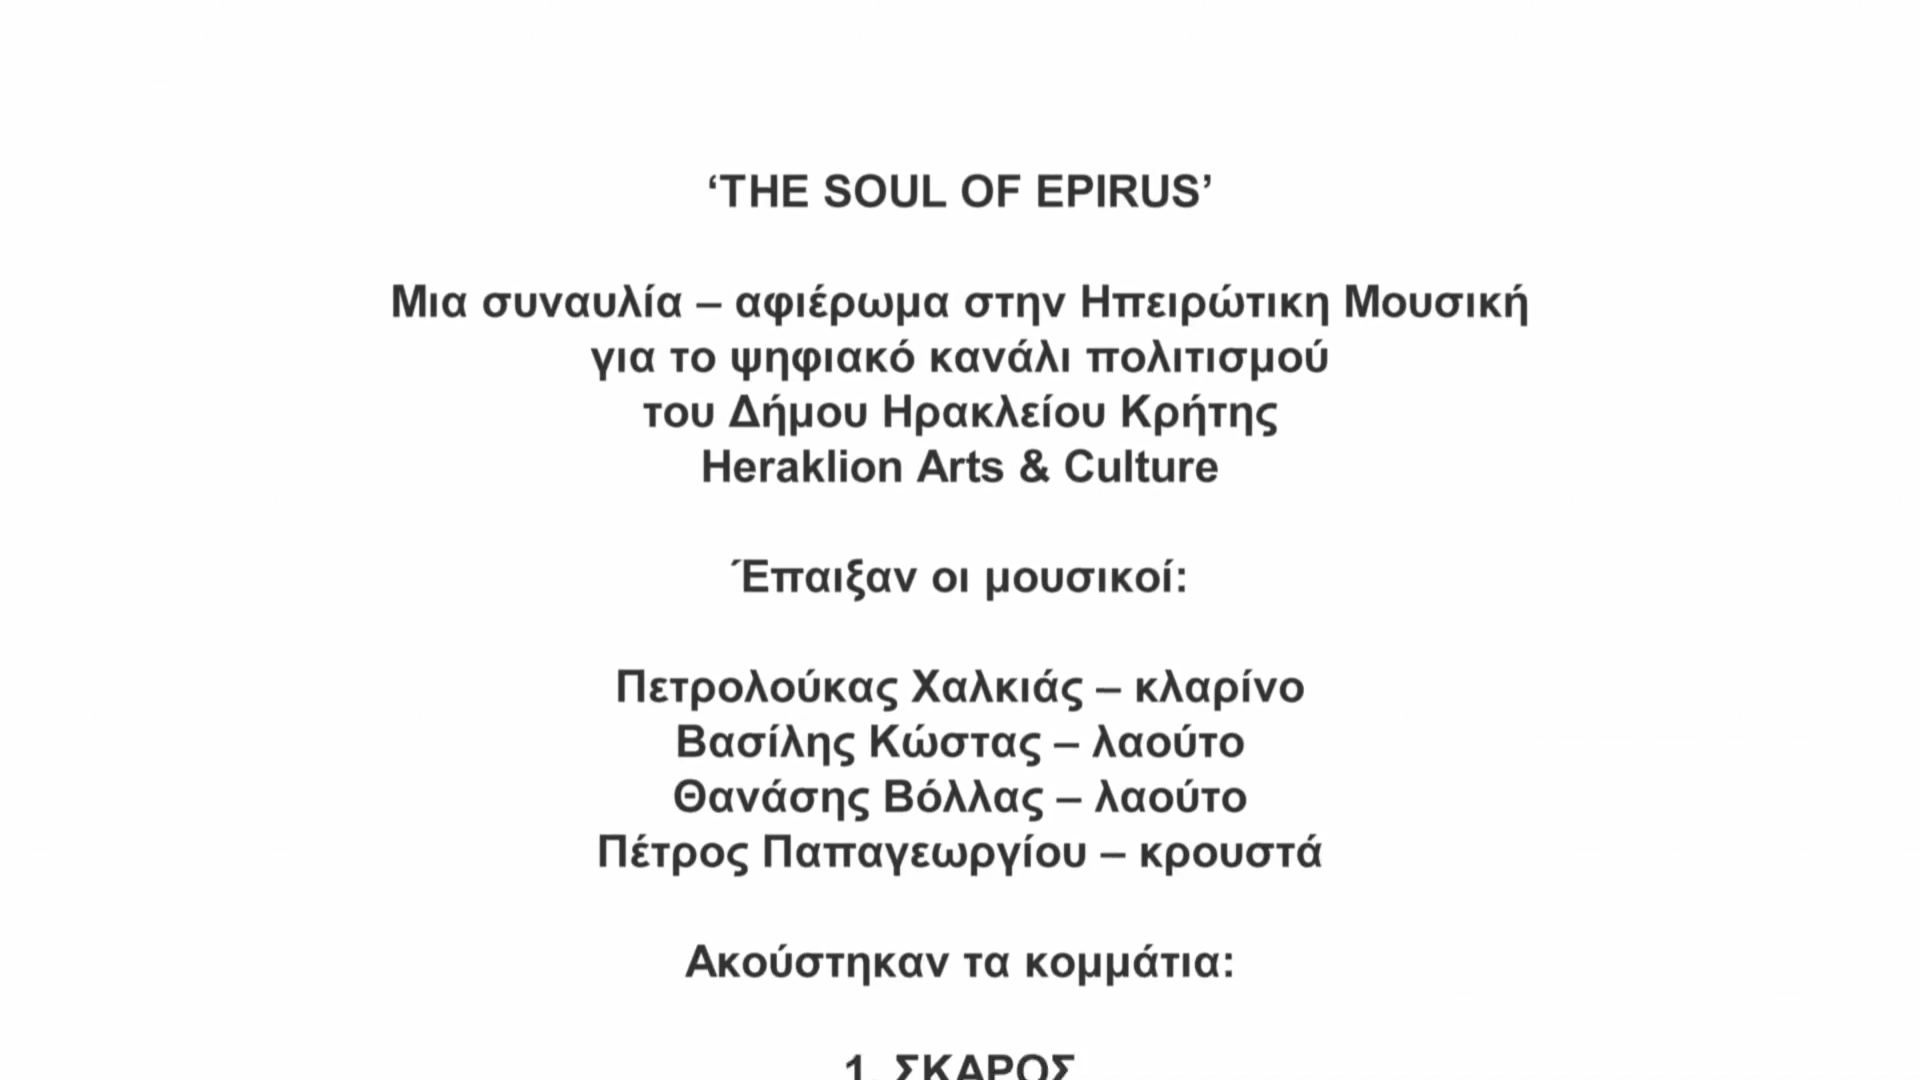 ‘THE SOUL OF EPIRUS’
Μια συναυλία – αφιέρωμα στην Ηπειρώτικη Μουσική
για το ψηφιακό κανάλι πολιτισμού
του Δήμου Ηρακλείου Κρήτης
Heraklion Arts & Culture
Έπαιξαν οι μουσικοί:
Πετρολούκας Χαλκιάς – κλαρίνο
Βασίλης Κώστας – λαούτο
Θανάσης Βόλλας – λαούτο
Πέτρος Παπαγεωργίου – κρουστά
Ακούστηκαν τα κομμάτια:
1. ΣΚΑΡΟΣ